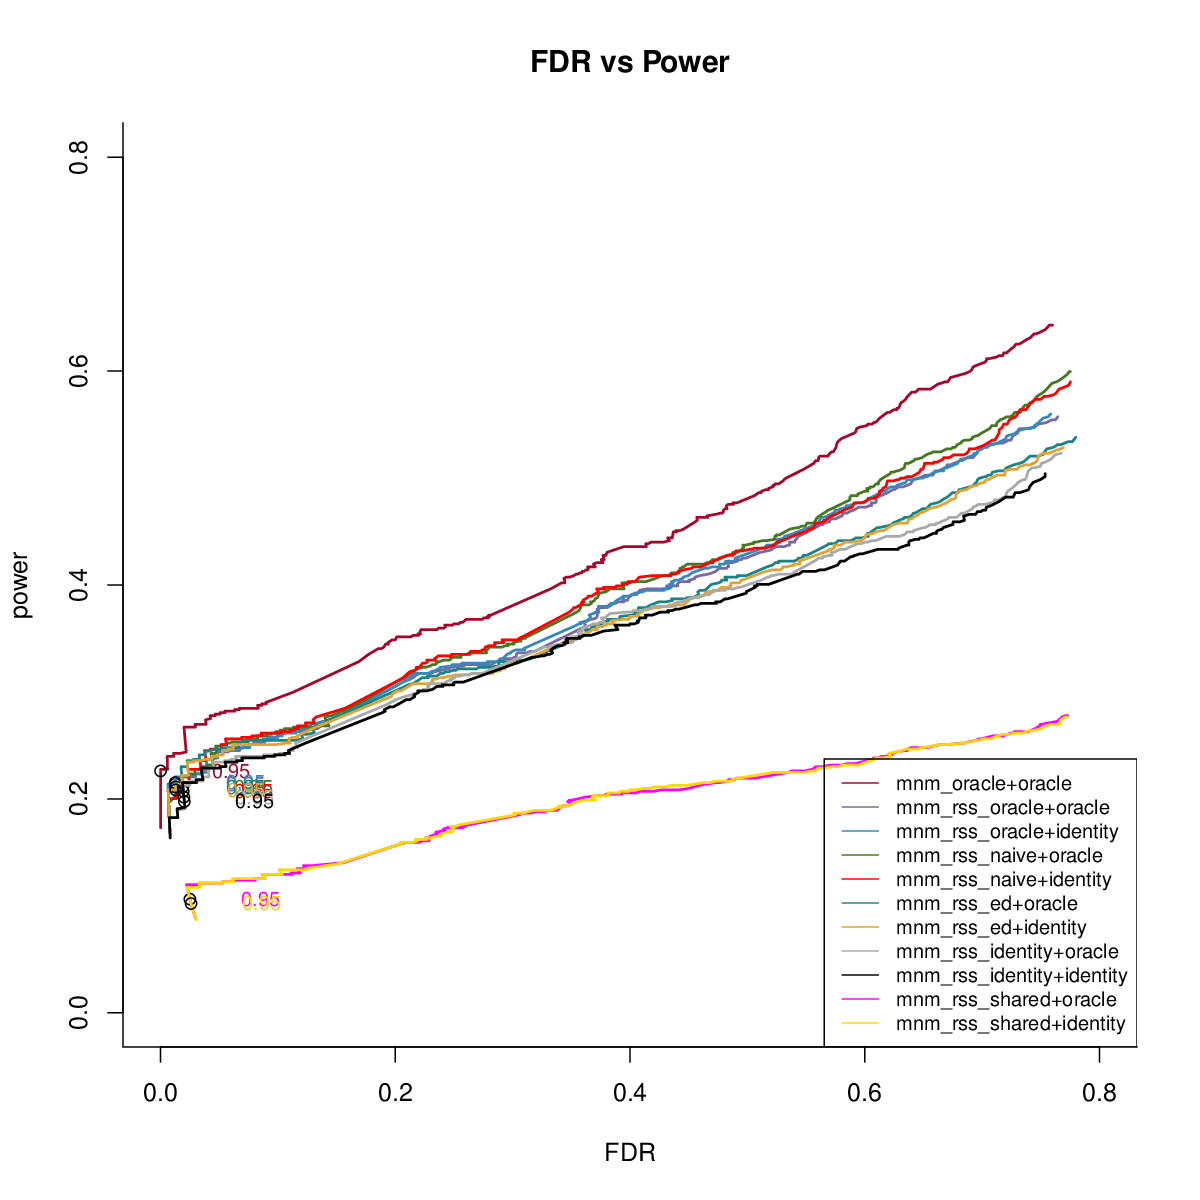 FDR vs Power
power
0.8
0.6
0.4
0.2
0.0
0.95
0.95
0.95
0.95
0.95
mnm_oracle+oracle
mnm_rss_oracle+oracle
mnm_rss_oracle+identity
mnm_rss_naive+oracle
mnm_rss_naive+identity
mnm_rss_ed+oracle
mnm_rss_ed+identity
mnm_rss_identity+oracle
mnm_rss_identity+identity
mnm_rss_shared+oracle
mnm_rss_shared+identity
0.0 0.2 0.4 0.6 0.8
FDR